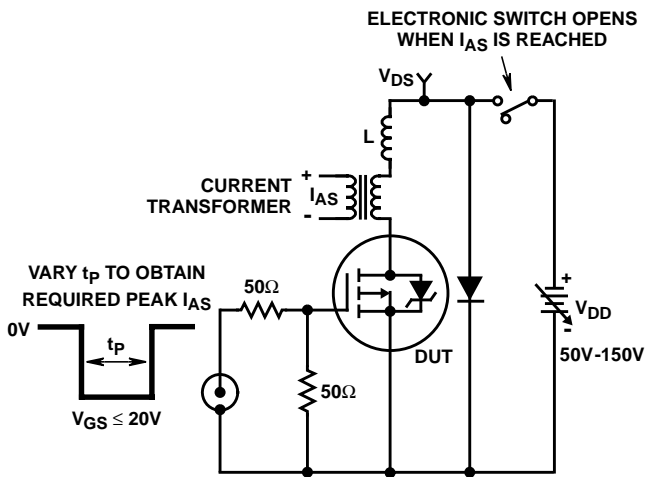 ELECTRONIC SWITCH OPENS
WHEN IAS IS REACHED
VDS
L
+
IAS
-
CURRENT
TRANSFORMER
VARY tP TO OBTAIN
REQUIRED PEAK IAS
0V
tP
VGS ≤ 20V
50Ω
50Ω
DUT
+
VDD
-
50V-150V